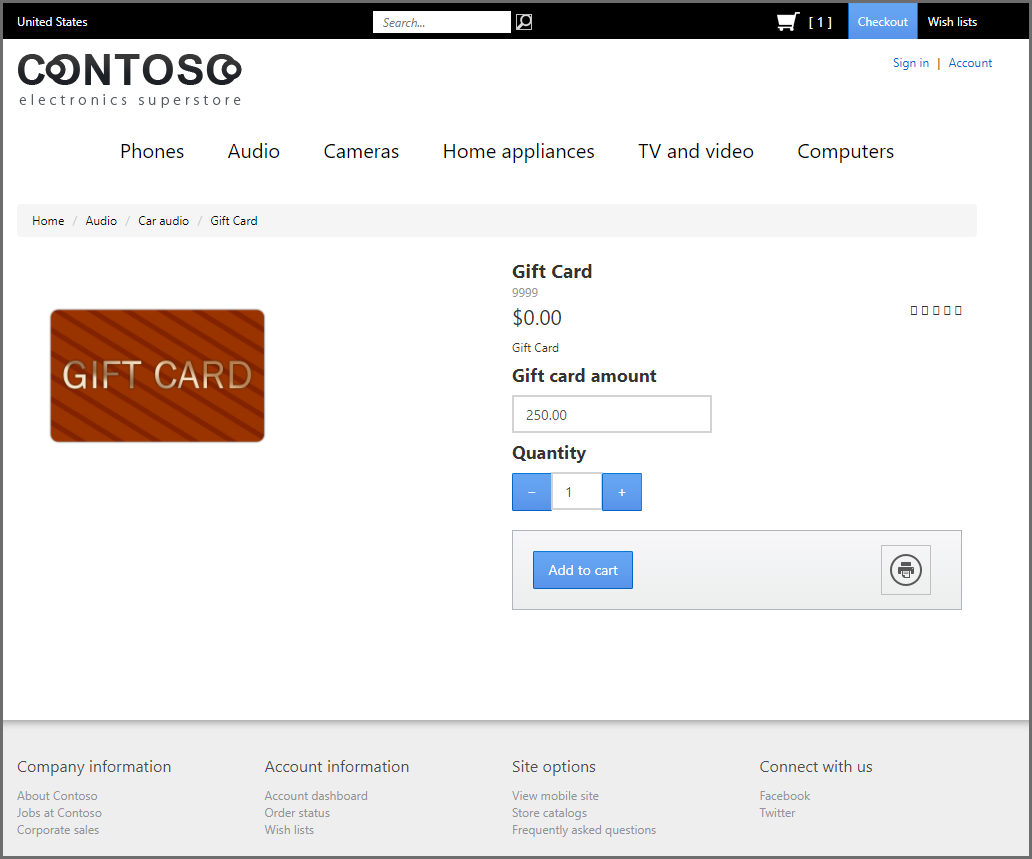 United States
Search...
[ 1 ]
Checkout
Wish lists
CONTOSO
electronics superstore
Sign in | Account
Phones Audio Cameras Home appliances TV and video Computers
Home / Audio / Car audio / Gift Card
GIFT CARD
Gift Card
9999
$0.00
Gift Card
Gift card amount
250.00
Quantity
– 1 +
Add to cart
Company information
About Contoso
Jobs at Contoso
Corporate sales
Account information
Account dashboard
Order status
Wish lists
Site options
View mobile site
Store catalogs
Frequently asked questions
Connect with us
Facebook
Twitter